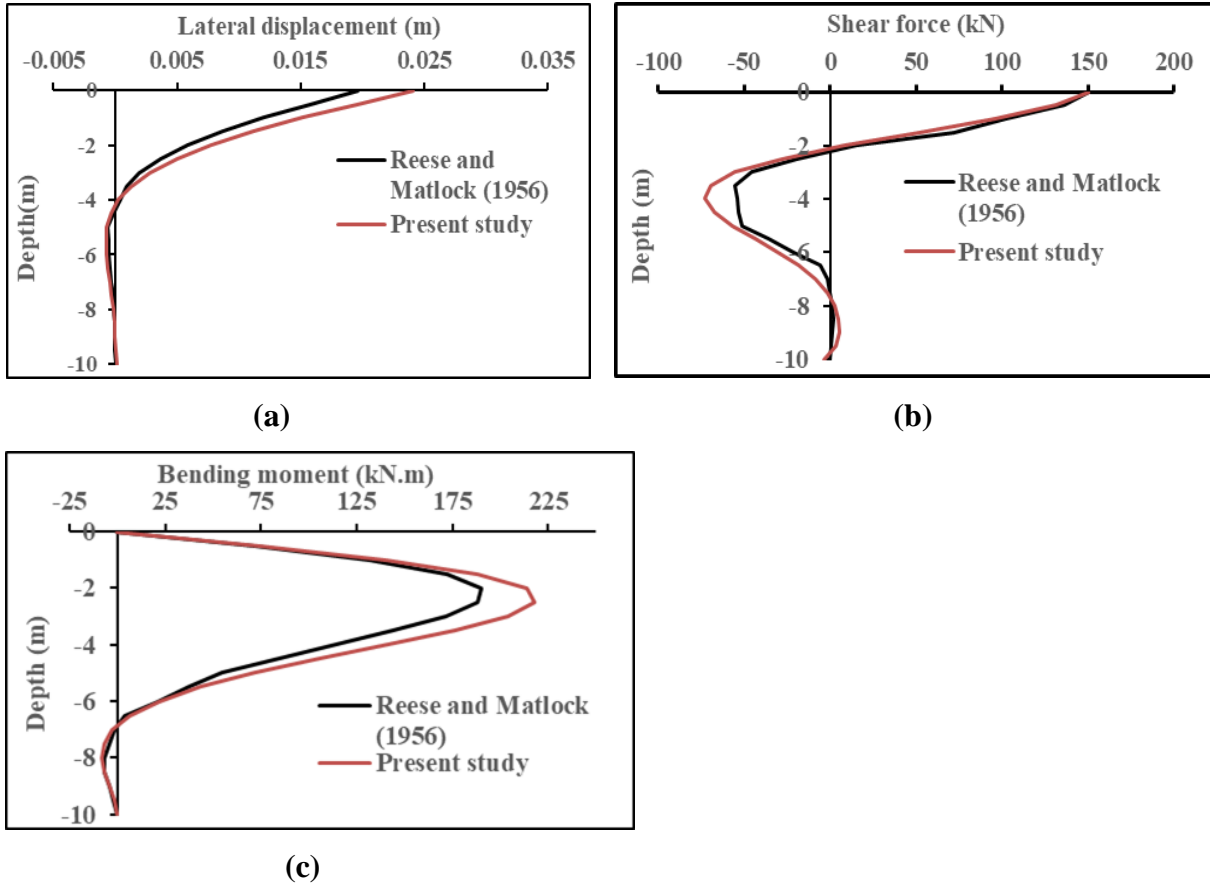 Lateral displacement (m)
-0.005 0.005 0.015 0.025 0.035
0
-2
-4
-6
-8
-10
Depth(m)
Reese and
Matlock (1956)
Present study
(a)
Shear force (kN)
-100 -50 0 50 100 150 200
0
-2
-4
-6
-8
-10
Depth (m)
Reese and Matlock
(1956)
Present study
(b)
Bending moment (kN.m)
-25 25 75 125 175 225
0
-2
-4
-6
-8
-10
Depth (m)
Reese and Matlock
(1956)
Present study
(c)